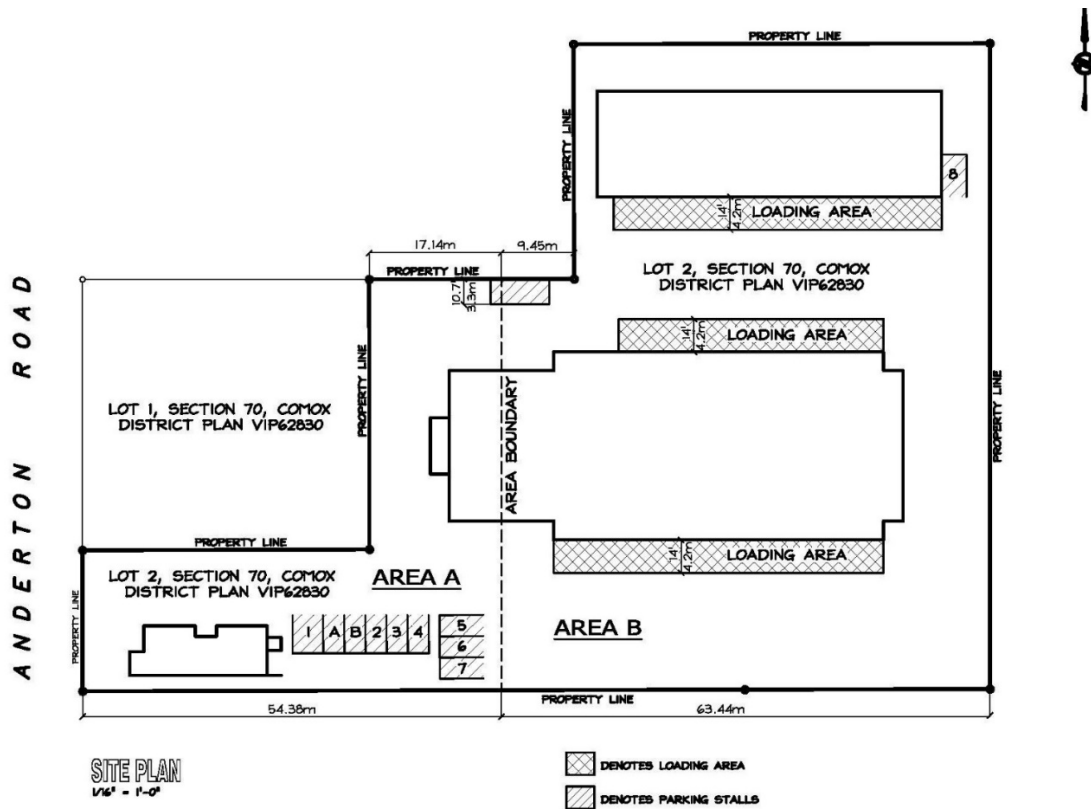 PROPERTY LINE
PROPERTY LINE
8
14'
4.2m
LOADING AREA
17.14m
9.45m
PROPERTY LINE
LOT 2, SECTION 70, COMOX
DISTRICT PLAN VIP62830
10.7'
3.3m
14'
4.2m
LOADING AREA
ANDERTON ROAD
LOT 1, SECTION 70, COMOX
DISTRICT PLAN VIP62830
PROPERTY LINE
AREA BOUNDARY
PROPERTY LINE
PROPERTY LINE
14'
4.2m
LOADING AREA
LOT 2, SECTION 70, COMOX
DISTRICT PLAN VIP62830
AREA A
PROPERTY LINE
1 A B 2 3 4
5
6
7
AREA B
PROPERTY LINE
54.38m
63.44m
SITE PLAN
1/16" = 1'-0"
DENOTES LOADING AREA
DENOTES PARKING STALLS